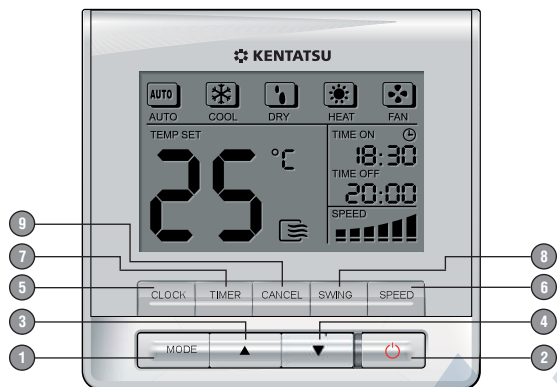 KENTATSU
AUTO
AUTO COOL DRY HEAT FAN
TEMP SET
25 °C
TIME ON
18:30
TIME OFF
20:00
SPEED
9
7
5
3
1
8
6
4
2
CLOCK TIMER CANCEL SWING SPEED
MODE ▲ ▼